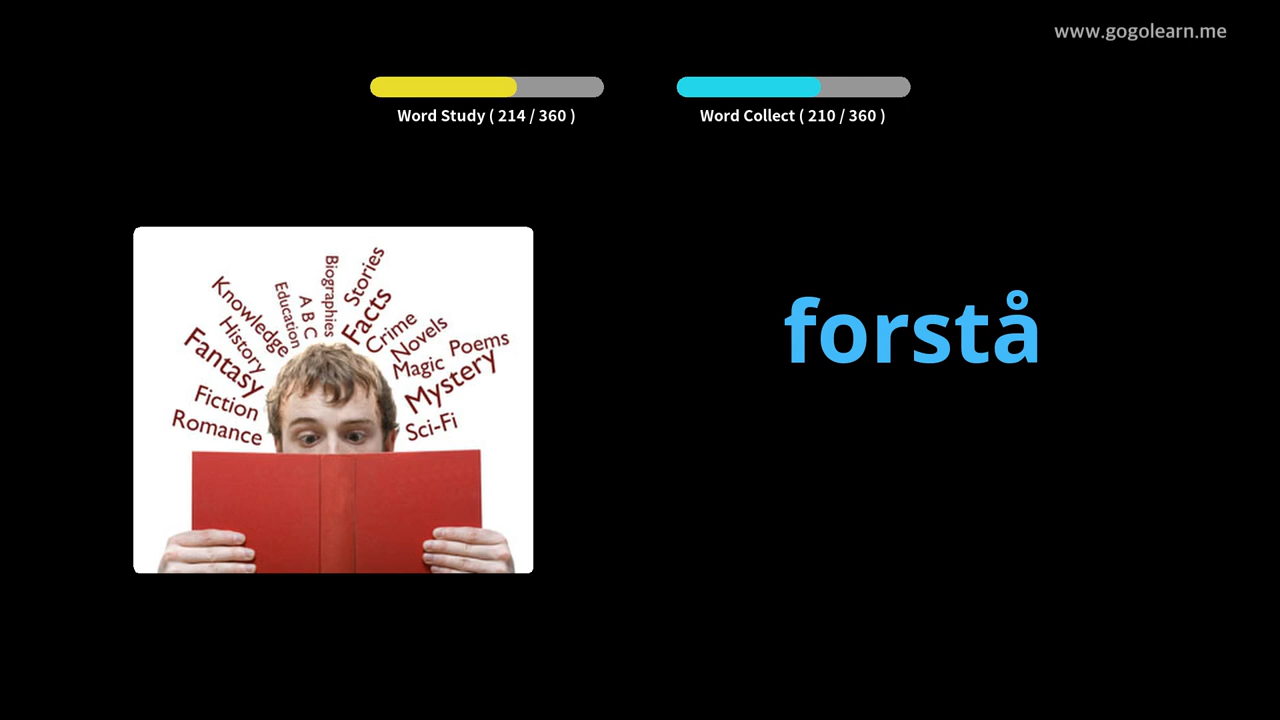 www.gogolearn.me
Word Study ( 214 / 360 )
Word Collect ( 210 / 360 )
Knowledge
Education
A B C
Biographies
Stories
Facts
Crime
Novels
Poems
Magic
Mystery
Sci-Fi
History
Fantasy
Fiction
Romance
forstå